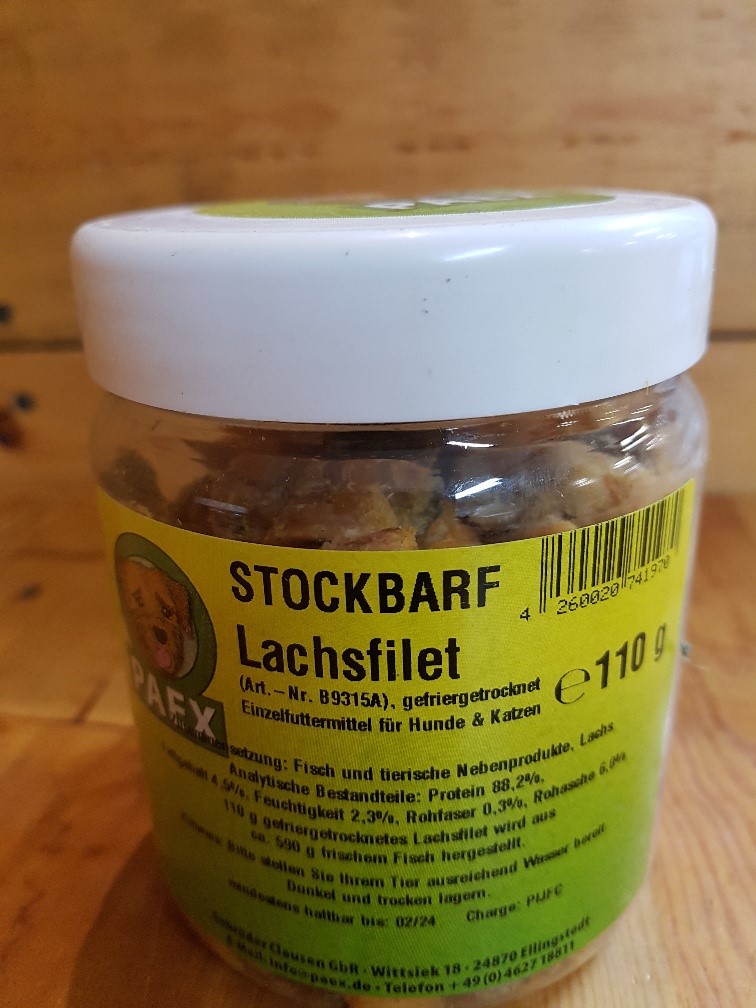 PAEX
STOCKBARF
4 260020 741970
Lachsfilet
(Art.-Nr. B9315A), gefriergetrocknet
Einzelfuttermittel für Hunde & Katzen
e 110 g
PAEX
setzung: Fisch und tierische Nebenprodukte, Lachs
Analytische Bestandteile: Protein 88,2%,
4,5%, Feuchtigkeit 2,3%, Rohfaser 0,3%, Rohasche 6,0%
110 g gefriergetrocknetes Lachsfilet wird aus
ca. 590 g frischem Fisch hergestellt.
Bitte stellen Sie Ihrem Tier ausreichend Wasser bereit
Dunkel und trocken lagern.
mindestens haltbar bis: 02/24 Charge:
Gebrüder Clausen GbR · Wittsiek 18 · 24870 Ellingstedt
E-Mail: info@paex.de · Telefon +49(0)4627 18811